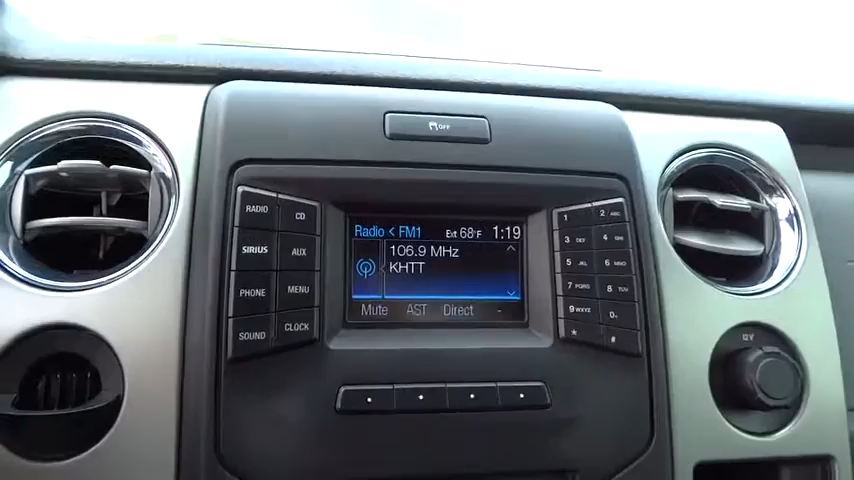 OFF
Radio < FM1 Ext 68°F 1:19
106.9 MHz
KHTT
Mute AST Direct -
RADIO CD
SIRIUS AUX
PHONE MENU
SOUND CLOCK
1 2 ABC
3 DEF 4 GHI
5 JKL 6 MNO
7 PQRS 8 TUV
9 WXYZ 0+
* #
12V